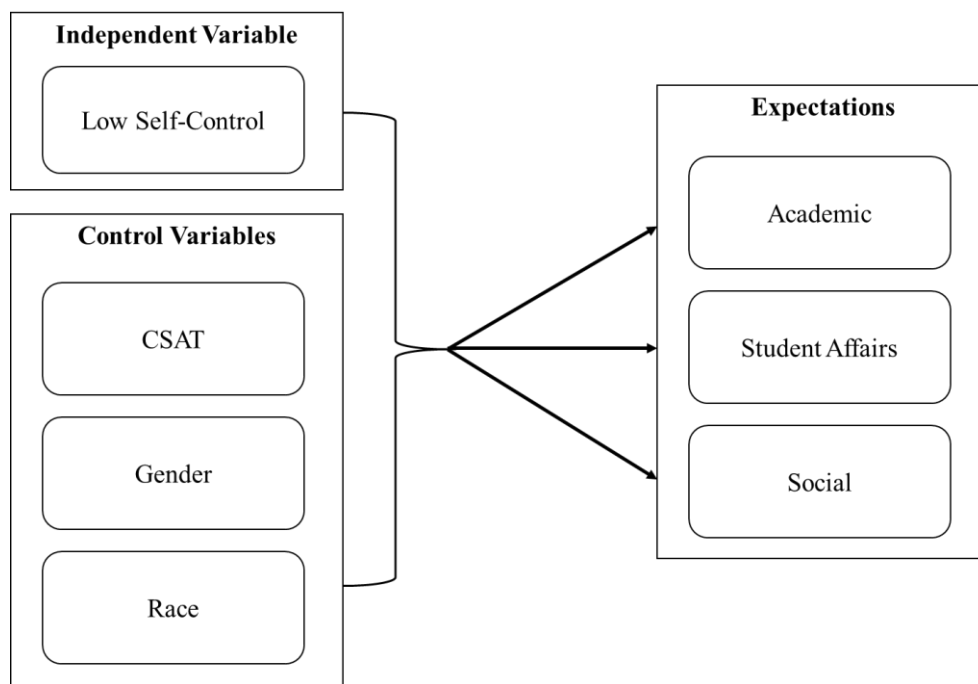 Independent Variable
Low Self-Control
Control Variables
CSAT
Gender
Race
Expectations
Academic
Student Affairs
Social